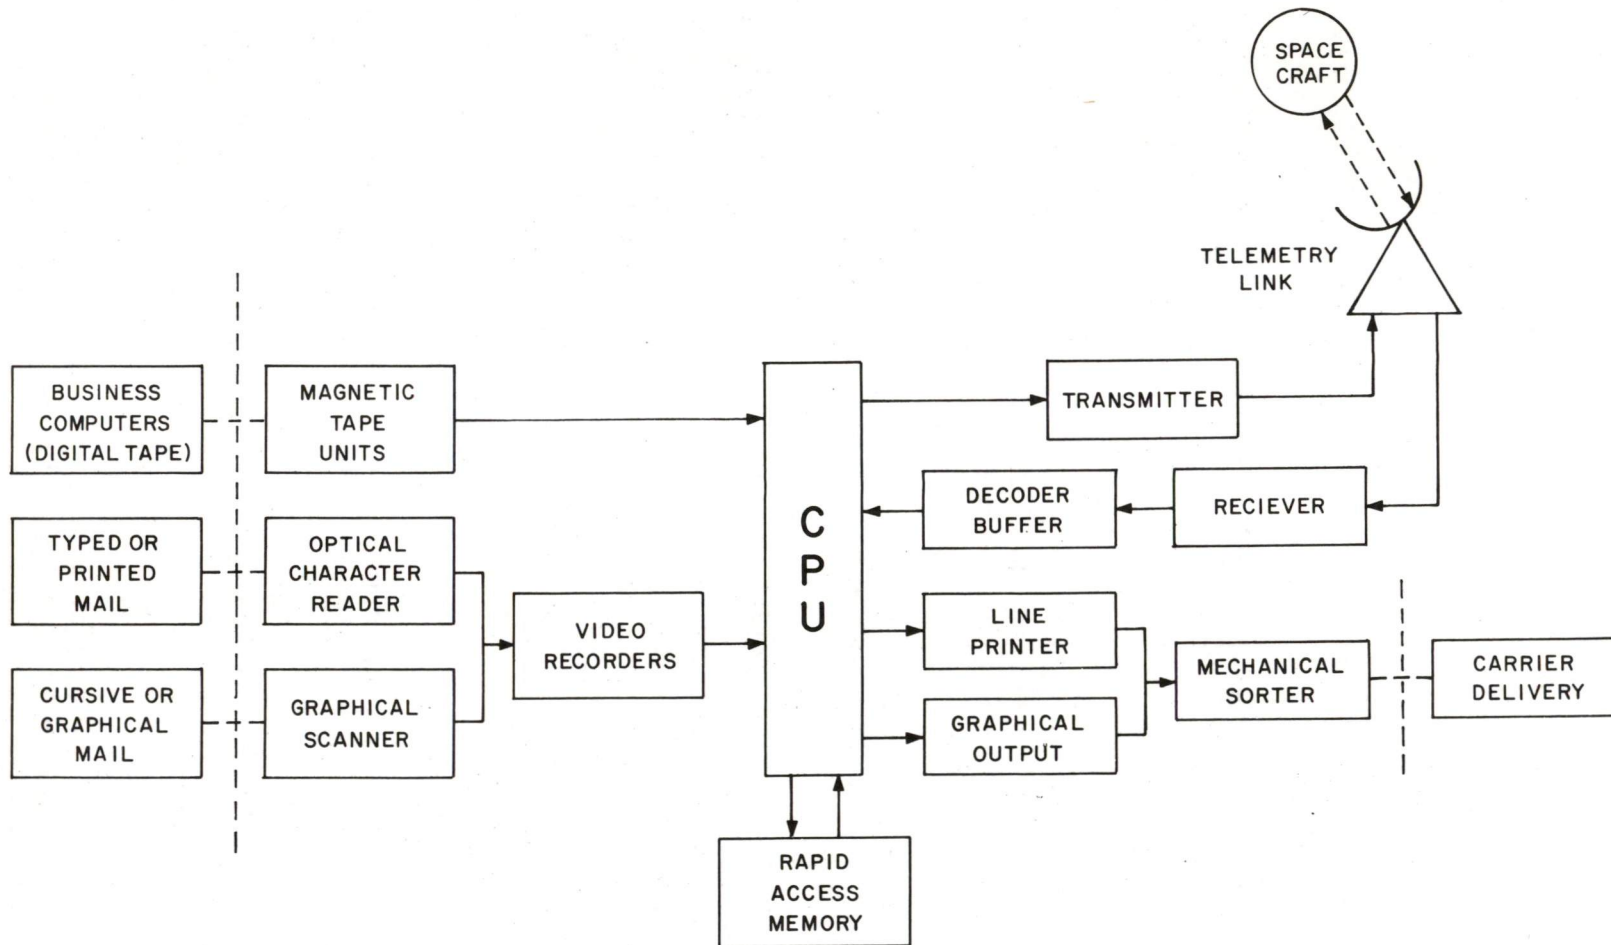 SPACE
CRAFT
TELEMETRY
LINK
BUSINESS
COMPUTERS
(DIGITAL TAPE)
MAGNETIC
TAPE
UNITS
TRANSMITTER
CPU
DECODER
BUFFER
RECIEVER
TYPED OR
PRINTED
MAIL
OPTICAL
CHARACTER
READER
VIDEO
RECORDERS
LINE
PRINTER
MECHANICAL
SORTER
CARRIER
DELIVERY
CURSIVE OR
GRAPHICAL
MAIL
GRAPHICAL
SCANNER
GRAPHICAL
OUTPUT
RAPID
ACCESS
MEMORY